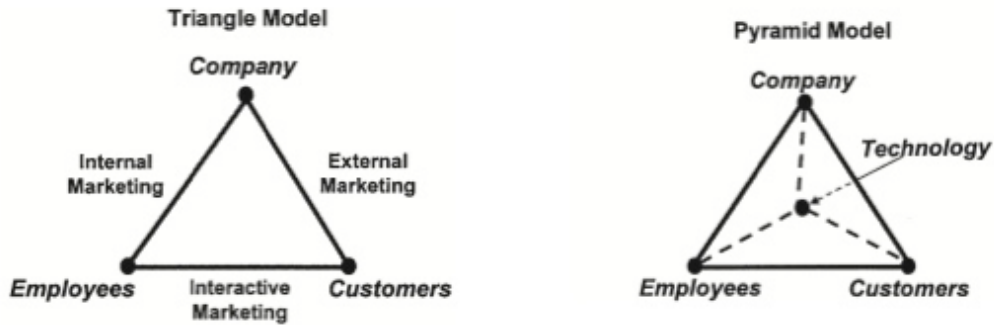 Triangle Model
Company
Internal
Marketing
External
Marketing
Employees
Interactive
Marketing
Customers
Pyramid Model
Company
Technology
Employees
Customers